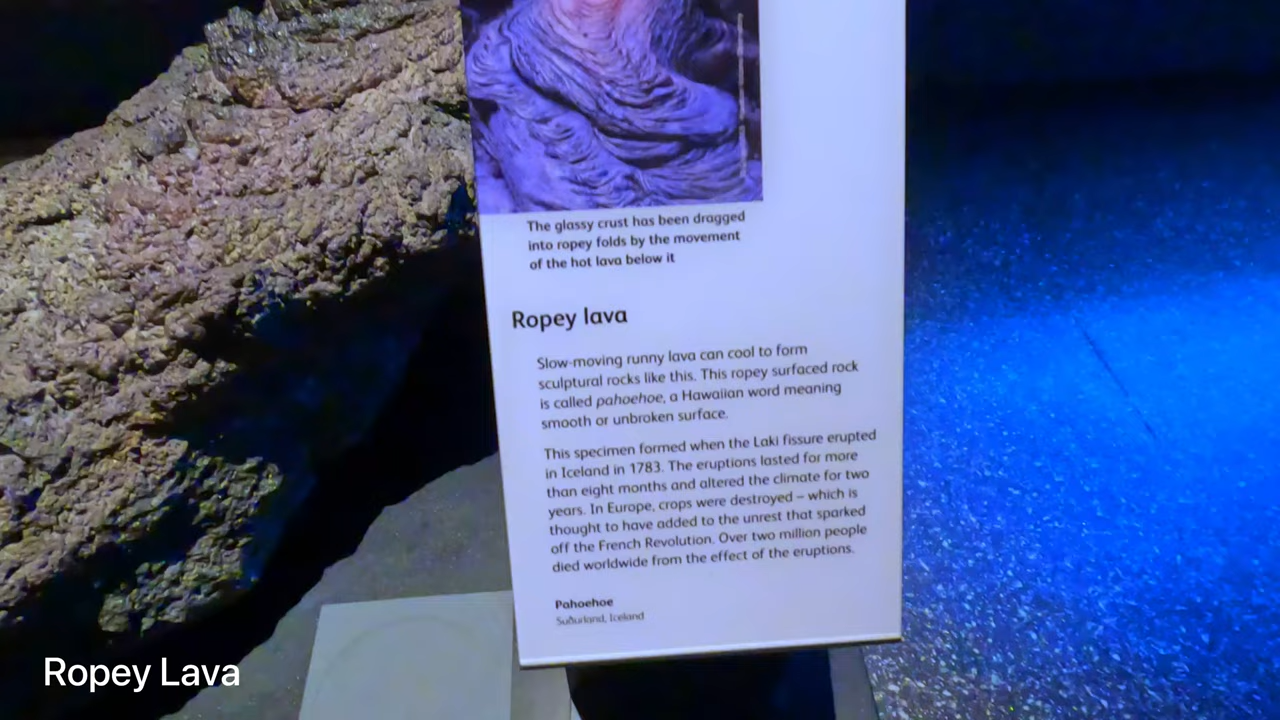 The glassy crust has been dragged
into ropey folds by the movement
of the hot lava below it
Ropey lava
Slow-moving runny lava can cool to form
sculptural rocks like this. This ropey surfaced rock
is called pahoehoe, a Hawaiian word meaning
smooth or unbroken surface.
This specimen formed when the Laki fissure erupted
in Iceland in 1783. The eruptions lasted for more
than eight months and altered the climate for two
years. In Europe, crops were destroyed – which is
thought to have added to the unrest that sparked
off the French Revolution. Over two million people
died worldwide from the effect of the eruptions.
Pahoehoe
Suðurland, Iceland
Ropey Lava